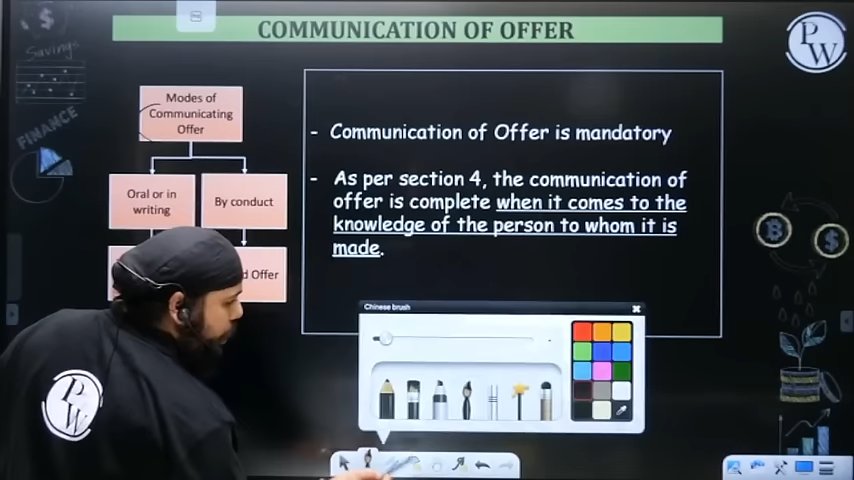 COMMUNICATION OF OFFER
PW
Savings
FINANCE
Modes of
Communicating
Offer
Oral or in
writing
By conduct
d Offer
- Communication of Offer is mandatory
- As per section 4, the communication of
offer is complete when it comes to the
knowledge of the person to whom it is
made.
Chinese brush
PW